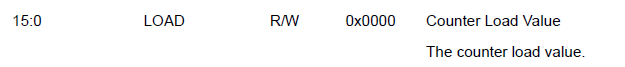 15:0 LOAD R/W 0x0000 Counter Load Value
The counter load value.